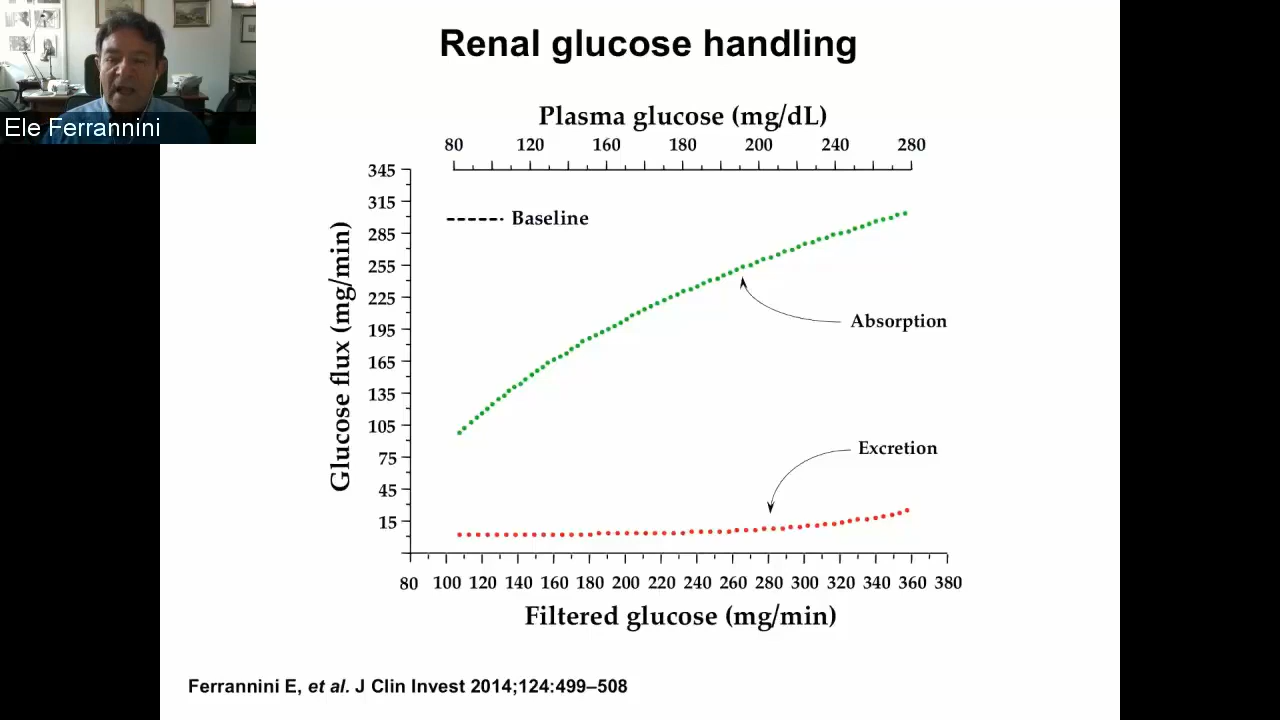 Ele Ferrannini
Renal glucose handling
Plasma glucose (mg/dL)
80 120 160 180 200 240 280
345
315
285
255
225
195
165
135
105
75
45
15
Glucose flux (mg/min)
Baseline
Absorption
Excretion
80 100 120 140 160 180 200 220 240 260 280 300 320 340 360 380
Filtered glucose (mg/min)
Ferrannini E, et al. J Clin Invest 2014;124:499–508